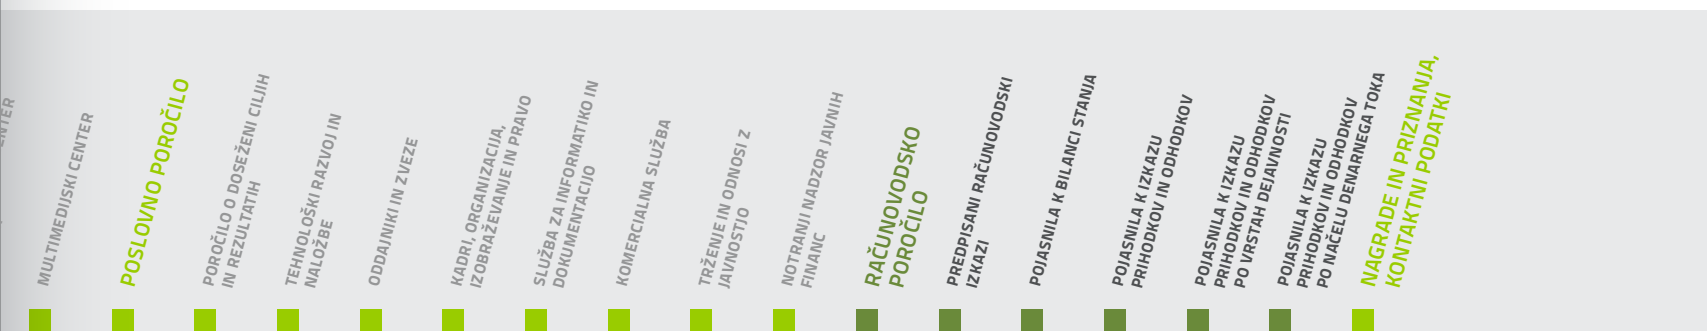 MULTIMEDIJSKI CENTER
POSLOVNO POROČILO
POROČILO O DOSEŽENI CILJIH
IN REZULTATIH
TEHNOLOŠKI RAZVOJ IN
NALOŽBE
ODDAJNIKI IN ZVEZE
KADRI, ORGANIZACIJA,
IZOBRAŽEVANJE IN PRAVO
SLUŽBA ZA INFORMATIKO IN
DOKUMENTACIJO
KOMERCIALNA SLUŽBA
TRŽENJE IN ODNOSI Z
JAVNOSTJO
NOTRANJI NADZOR JAVNIH
FINANC
RAČUNOVODSKO
POROČILO
PREDPISANI RAČUNOVODSKI
IZKAZI
POJASNILA K BILANCI STANJA
POJASNILA K IZKAZU
PRIHODKOV IN ODHODKOV
POJASNILA K IZKAZU
PRIHODKOV IN ODHODKOV
PO VRSTAH DEJAVNOSTI
POJASNILA K IZKAZU
PRIHODKOV IN ODHODKOV
PO NAČELU DENARNEGA TOKA
NAGRADE IN PRIZNANJA,
KONTAKTNI PODATKI